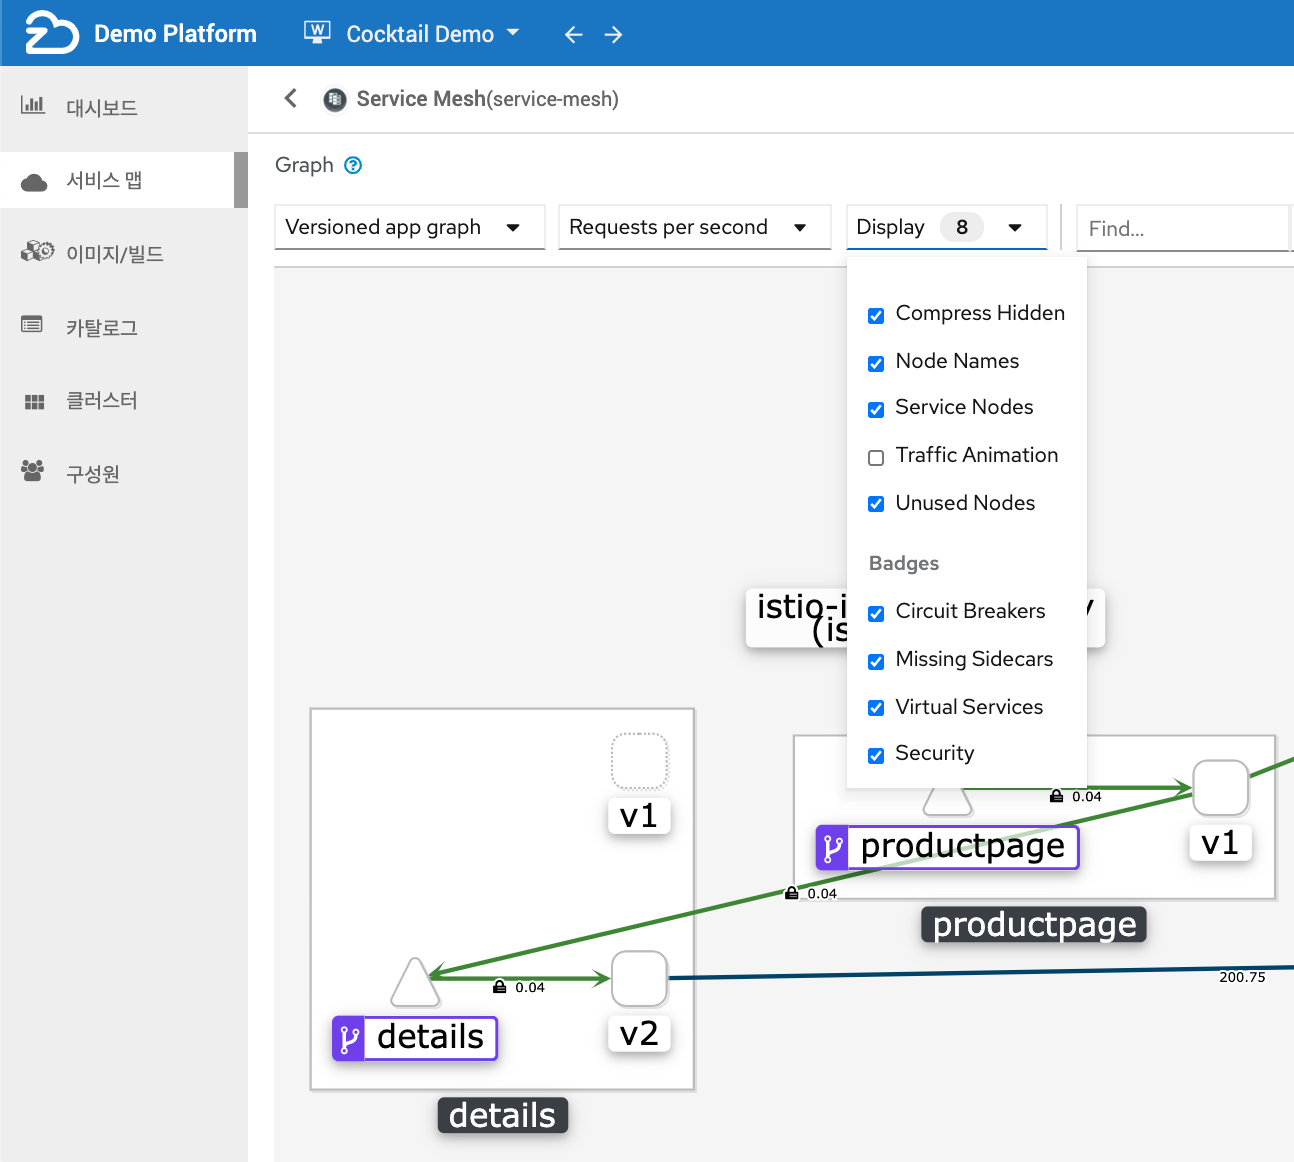 Demo Platform
W
Cocktail Demo
대시보드
서비스 맵
이미지/빌드
카탈로그
클러스터
구성원
Service Mesh(service-mesh)
Graph
Versioned app graph
Requests per second
Display 8
Find...
Compress Hidden
Node Names
Service Nodes
Traffic Animation
Unused Nodes
Badges
Circuit Breakers
Missing Sidecars
Virtual Services
Security
istio-i
(is
v1
0.04
productpage
v1
0.04
productpage
200.75
0.04
details
v2
details